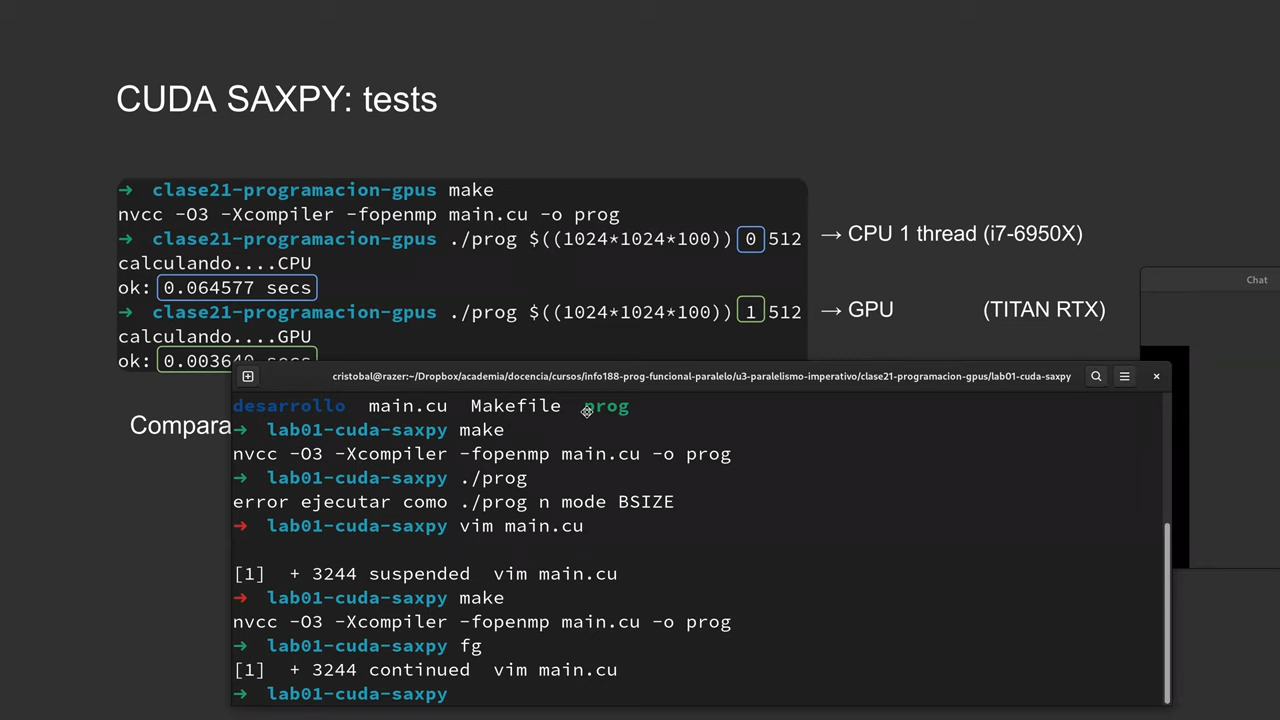 CUDA SAXPY: tests
➜ clase21-programacion-gpus make
nvcc -O3 -Xcompiler -fopenmp main.cu -o prog
➜ clase21-programacion-gpus ./prog $((1024*1024*100)) 0 512
→ CPU 1 thread (i7-6950X)
calculando....CPU
ok: 0.064577 secs
➜ clase21-programacion-gpus ./prog $((1024*1024*100)) 1 512
→ GPU (TITAN RTX)
calculando....GPU
ok: 0.003640 secs
Compara
Chat
cristobal@razer:~/Dropbox/academia/docencia/cursos/info188-prog-funcional-paralelo/u3-paralelismo-imperativo/clase21-programacion-gpus/lab01-cuda-saxpy
desarrollo main.cu Makefile prog
➜ lab01-cuda-saxpy make
nvcc -O3 -Xcompiler -fopenmp main.cu -o prog
➜ lab01-cuda-saxpy ./prog
error ejecutar como ./prog n mode BSIZE
➜ lab01-cuda-saxpy vim main.cu
[1] + 3244 suspended vim main.cu
➜ lab01-cuda-saxpy make
nvcc -O3 -Xcompiler -fopenmp main.cu -o prog
➜ lab01-cuda-saxpy fg
[1] + 3244 continued vim main.cu
➜ lab01-cuda-saxpy